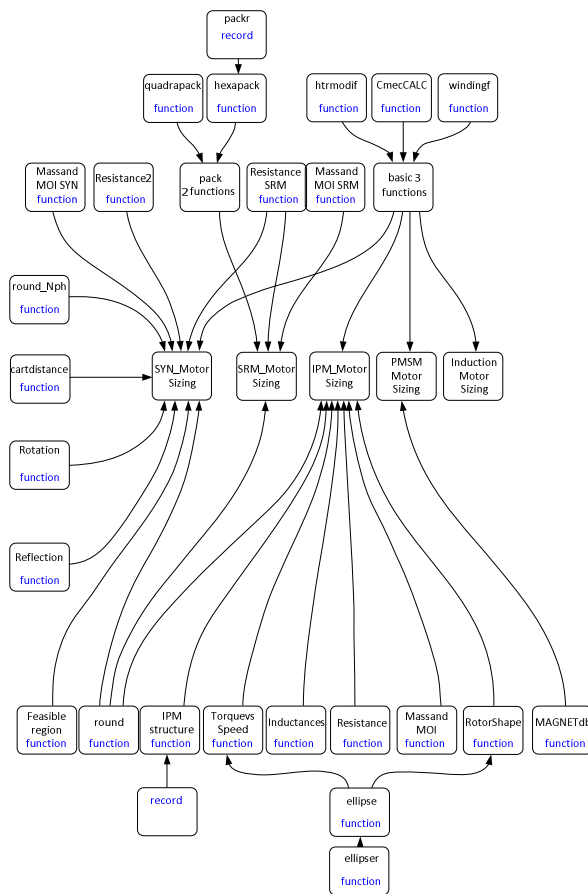 packr
record
quadrapack
function
hexapack
function
htrmodif
function
CmecCALC
function
windingf
function
Massand
MOI SYN
function
Resistance2
function
pack
2 functions
Resistance
SRM
function
Massand
MOI SRM
function
basic 3
functions
round_Nph
function
cartdistance
function
SYN_Motor
Sizing
SRM_Motor
Sizing
IPM_Motor
Sizing
PMSM
Motor
Sizing
Induction
Motor
Sizing
Rotation
function
Reflection
function
Feasible
region
function
round
function
IPM
structure
function
Torquevs
Speed
function
Inductances
function
Resistance
function
Massand
MOI
function
RotorShape
function
MAGNETdb
function
record
ellipse
function
ellipser
function